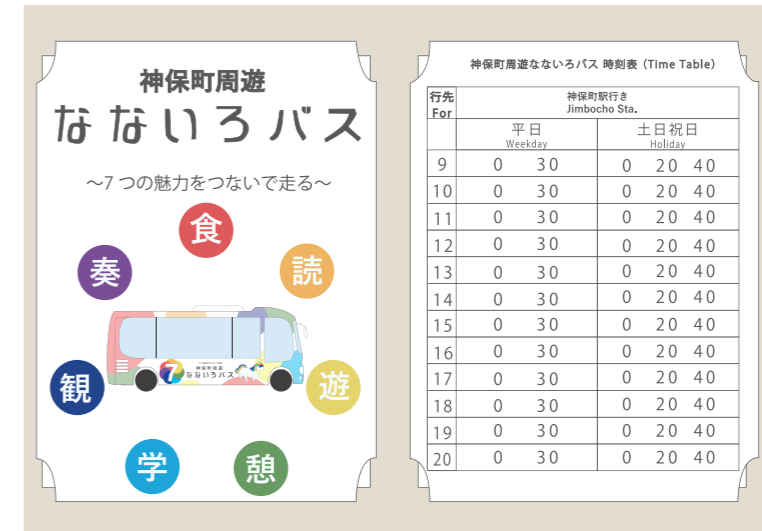 神保町周遊
なないろバス
～7つの魅力をつないで走る～
食
奏
読
観
遊
学
憩
7
神保町周遊
なないろバス
神保町周遊なないろバス 時刻表（Time Table）
行先 神保町駅行き
For Jimbocho Sta.
平日 土日祝日
Weekday Holiday
9 0 30 0 20 40
10 0 30 0 20 40
11 0 30 0 20 40
12 0 30 0 20 40
13 0 30 0 20 40
14 0 30 0 20 40
15 0 30 0 20 40
16 0 30 0 20 40
17 0 30 0 20 40
18 0 30 0 20 40
19 0 30 0 20 40
20 0 30 0 20 40